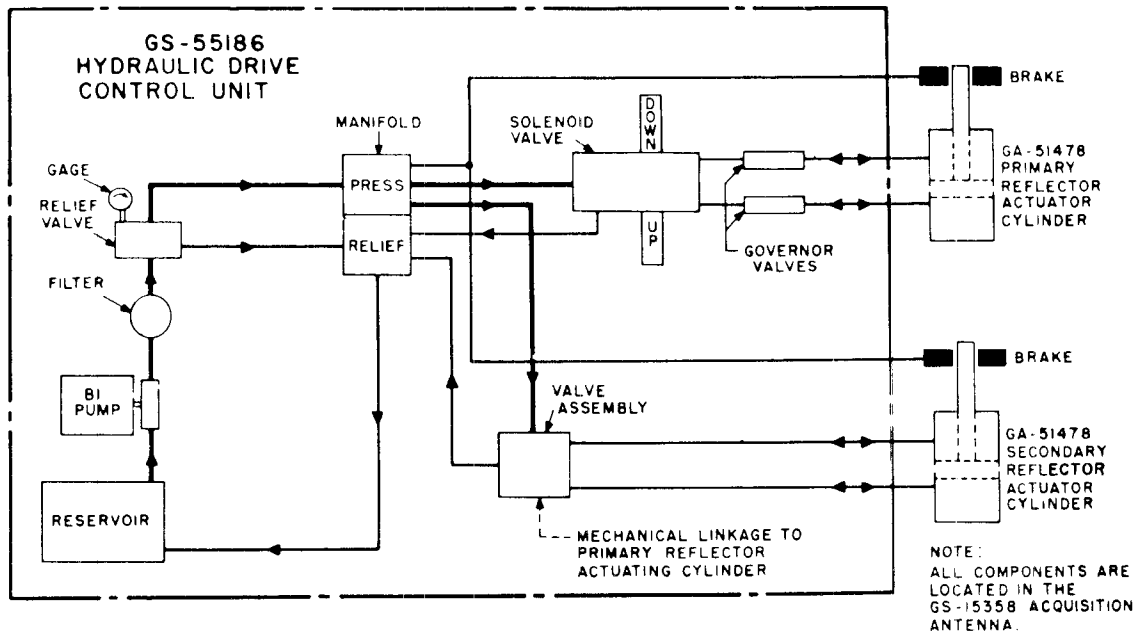 GS-55186
HYDRAULIC DRIVE
CONTROL UNIT
GAGE
RELIEF
VALVE
FILTER
B1
PUMP
RESERVOIR
MANIFOLD
PRESS
RELIEF
SOLENOID
VALVE
DOWN
UP
GOVERNOR
VALVES
VALVE
ASSEMBLY
MECHANICAL LINKAGE TO
PRIMARY REFLECTOR
ACTUATING CYLINDER
BRAKE
GA-51478
PRIMARY
REFLECTOR
ACTUATOR
CYLINDER
BRAKE
GA-51478
SECONDARY
REFLECTOR
ACTUATOR
CYLINDER
NOTE:
ALL COMPONENTS ARE
LOCATED IN THE
GS-15358 ACQUISITION
ANTENNA.